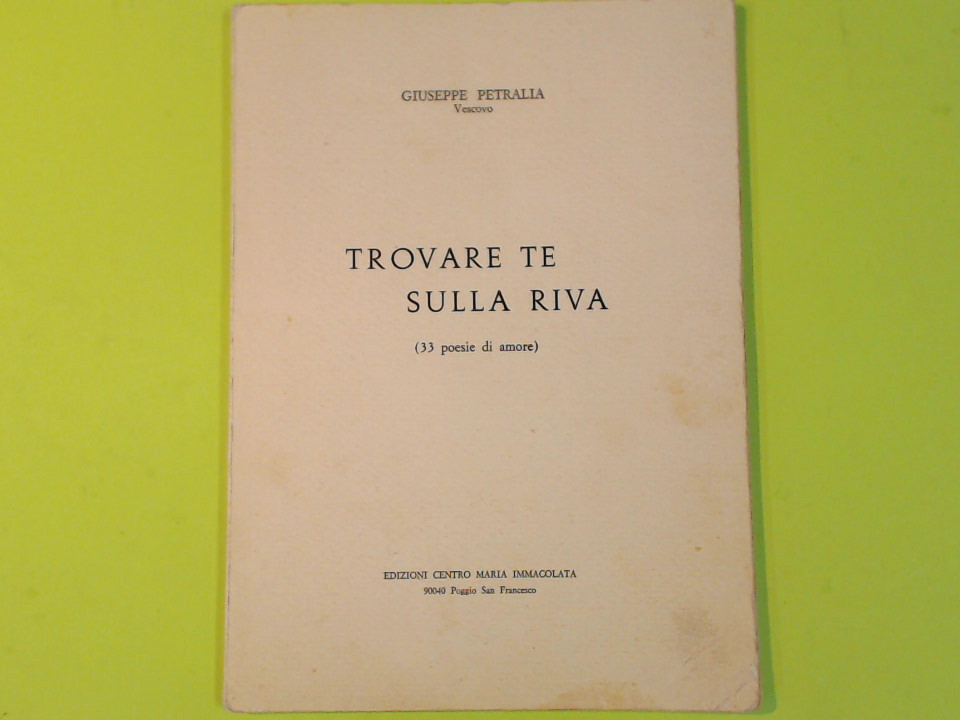 GIUSEPPE PETRALIA
Vescovo
TROVARE TE
SULLA RIVA
(33 poesie di amore)
EDIZIONI CENTRO MARIA IMMACOLATA
90040 Poggio San Francesco